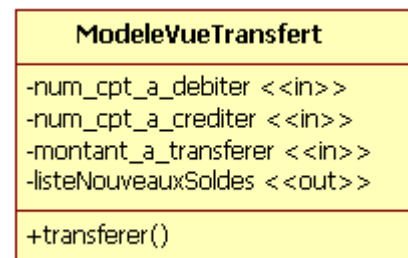 ModeleVueTransfert
-num_cpt_a_debiter <<in>>
-num_cpt_a_crediter <<in>>
-montant_a_transferer <<in>>
-listeNouveauxSoldes <<out>>
+transferer()